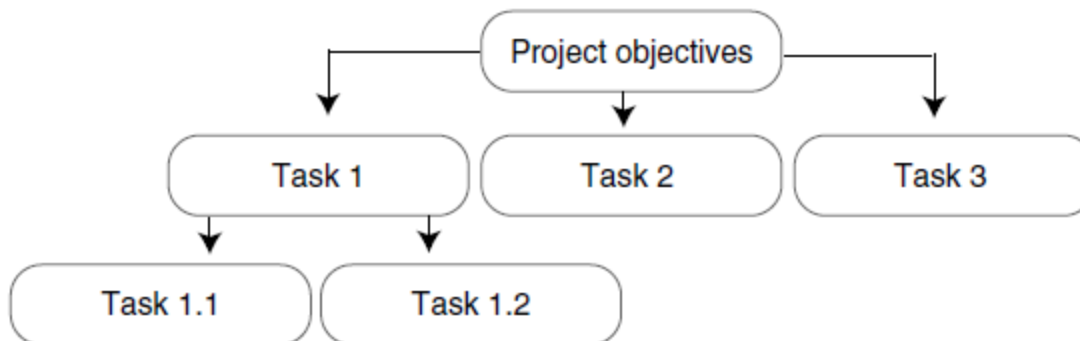 Project objectives
Task 1
Task 2
Task 3
Task 1.1
Task 1.2